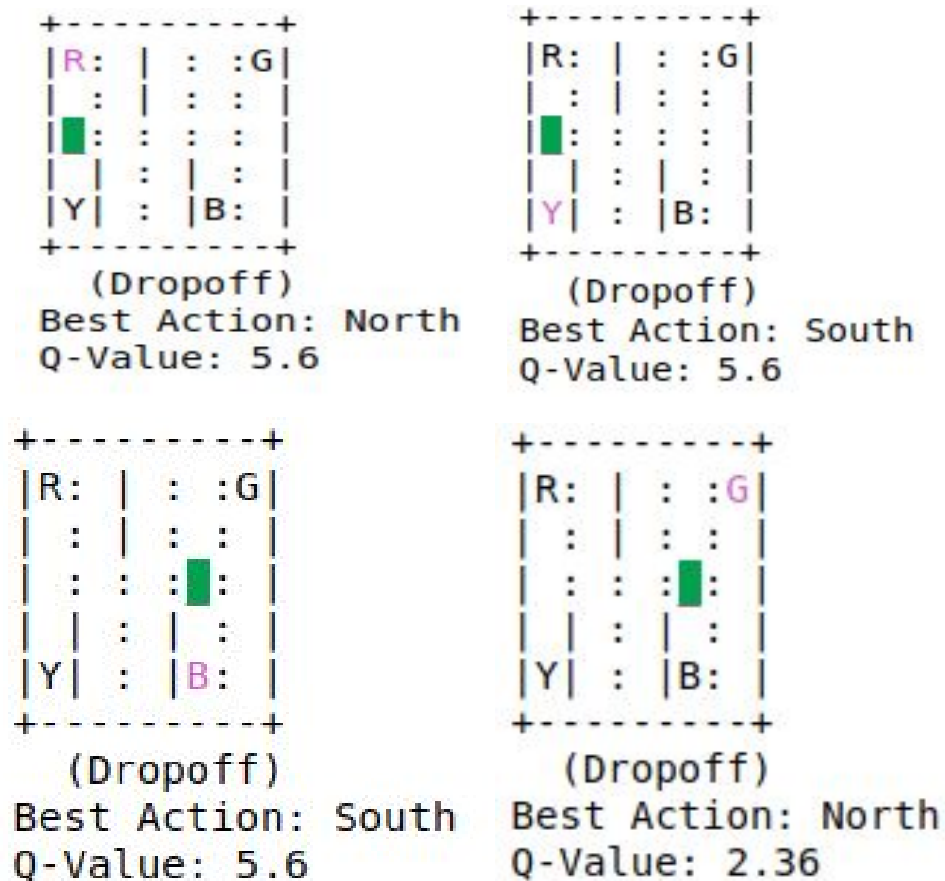 +---------+
|R: | : :G|
| : | : : |
| : : : : |
| | : | : |
|Y| : |B: |
+---------+
(Dropoff)
Best Action: North
Q-Value: 5.6
+---------+
|R: | : :G|
| : | : : |
| : : : : |
| | : | : |
|Y| : |B: |
+---------+
(Dropoff)
Best Action: South
Q-Value: 5.6
+---------+
|R: | : :G|
| : | : : |
| : : : : |
| | : | : |
|Y| : |B: |
+---------+
(Dropoff)
Best Action: South
Q-Value: 5.6
+---------+
|R: | : :G|
| : | : : |
| : : : : |
| | : | : |
|Y| : |B: |
+---------+
(Dropoff)
Best Action: North
Q-Value: 2.36